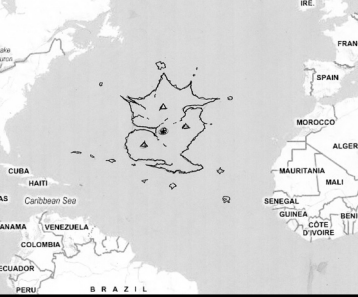 IRE.
FRAN
SPAIN
MOROCCO
ALGER
MAURITANIA
MALI
CUBA
HAITI
Caribbean Sea
SENEGAL
GUINEA
CÔTE
D'IVOIRE
BENI
ANAMA
VENEZUELA
COLOMBIA
ECUADOR
PERU
BRAZIL